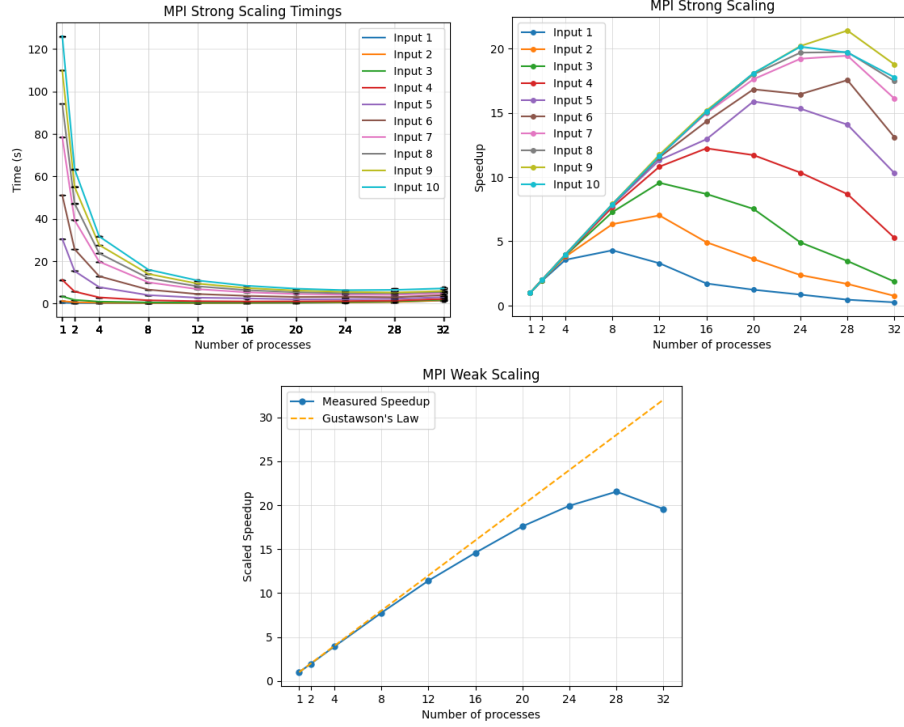 MPI Strong Scaling Timings
Time (s)
120
100
80
60
40
20
0
1 2 4 8 12 16 20 24 28 32
Number of processes
Input 1
Input 2
Input 3
Input 4
Input 5
Input 6
Input 7
Input 8
Input 9
Input 10
MPI Strong Scaling
Speedup
20
15
10
5
0
1 2 4 8 12 16 20 24 28 32
Number of processes
Input 1
Input 2
Input 3
Input 4
Input 5
Input 6
Input 7
Input 8
Input 9
Input 10
MPI Weak Scaling
Scaled Speedup
30
25
20
15
10
5
0
1 2 4 8 12 16 20 24 28 32
Number of processes
Measured Speedup
Gustawson's Law